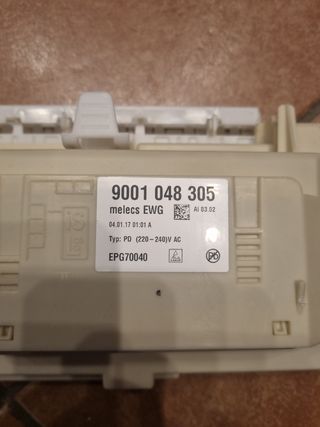 9001 048 305
melecs EWG
AI 03.02
04.01.17 01:01 A
Typ: PD (220-240)V AC
EPG70040